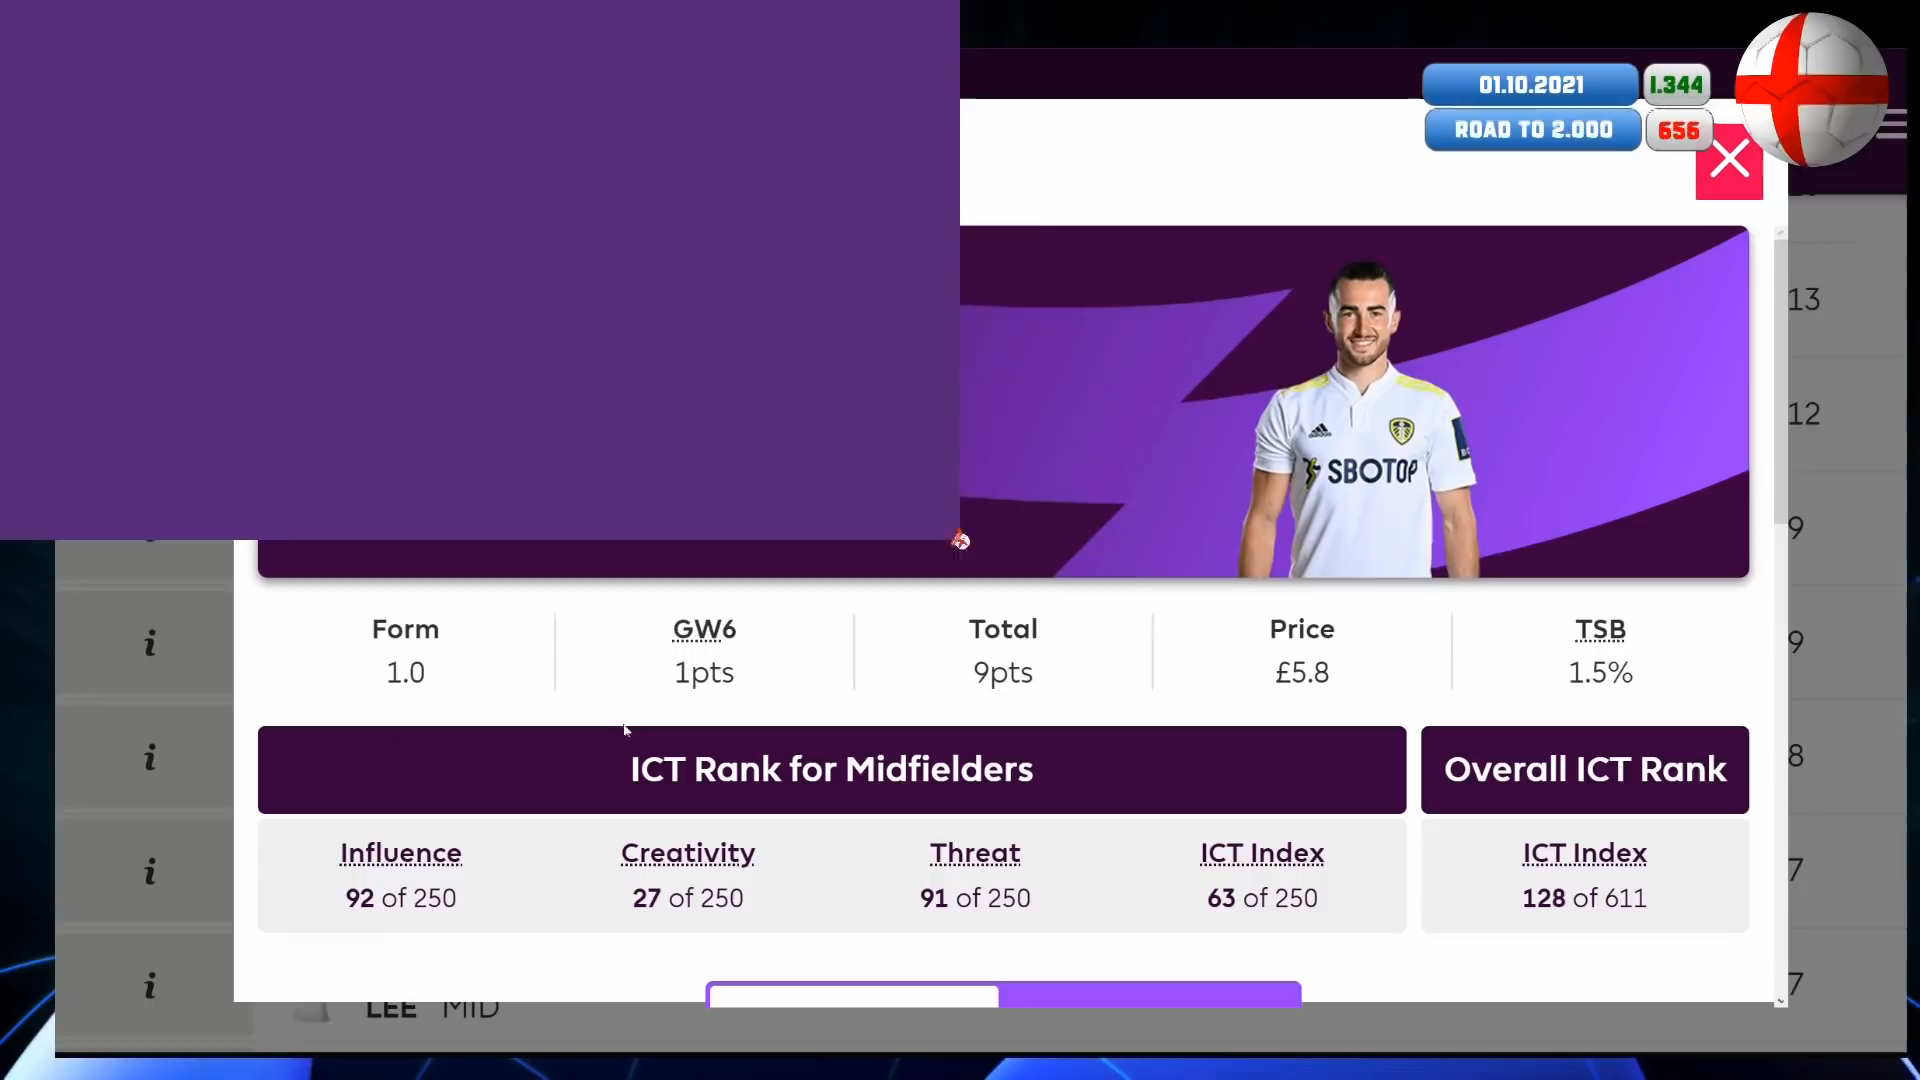 01.10.2021 1.344
ROAD TO 2.000 656
13
12
SBOTOP
9
Form GW6 Total Price TSB
1.0 1pts 9pts £5.8 1.5%
i 9
ICT Rank for Midfielders Overall ICT Rank
i 8
Influence Creativity Threat ICT Index ICT Index
92 of 250 27 of 250 91 of 250 63 of 250 128 of 611
i 7
i 7
LEE MID